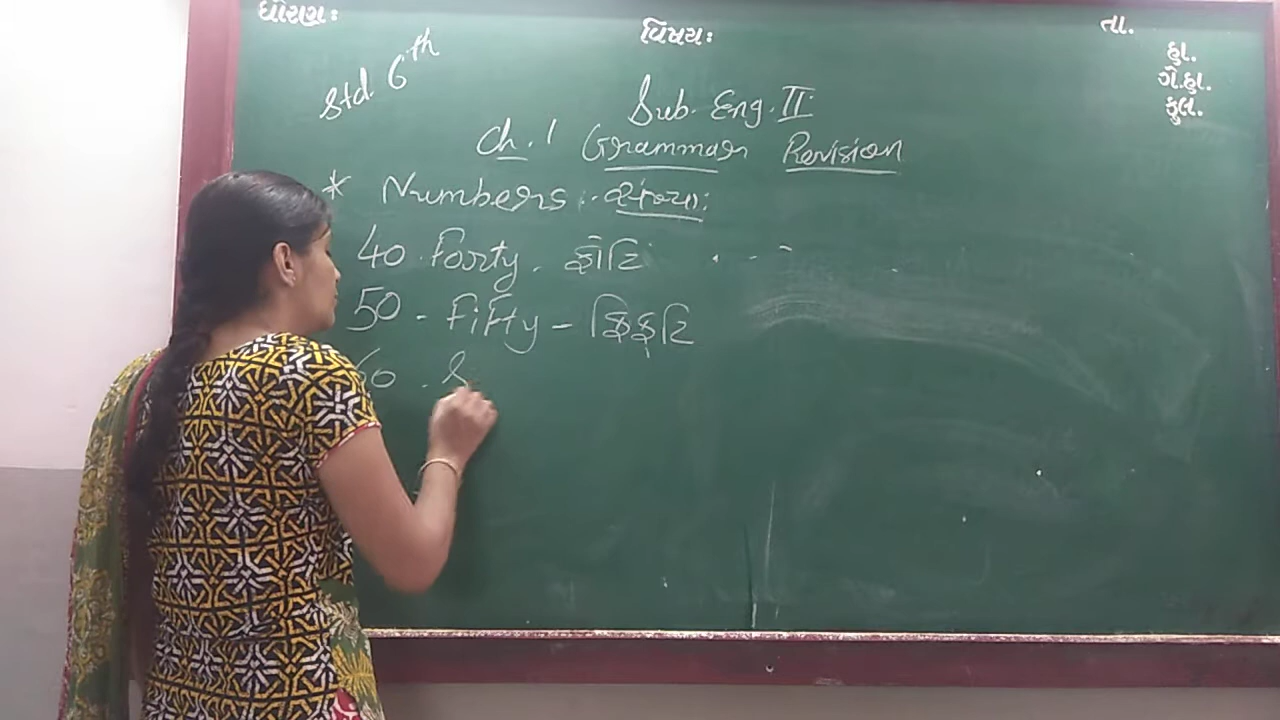 ધોરણઃ વિષયઃ તા.
હા.
ગે.હા.
કુલ.
Std. 6th
Sub. Eng. II
Ch. 1 Grammar Revision
* Numbers :- સંખ્યા:
40 . Forty . ફોર્ટિ
50 - Fifty - ફિફ્ટિ
60 . S